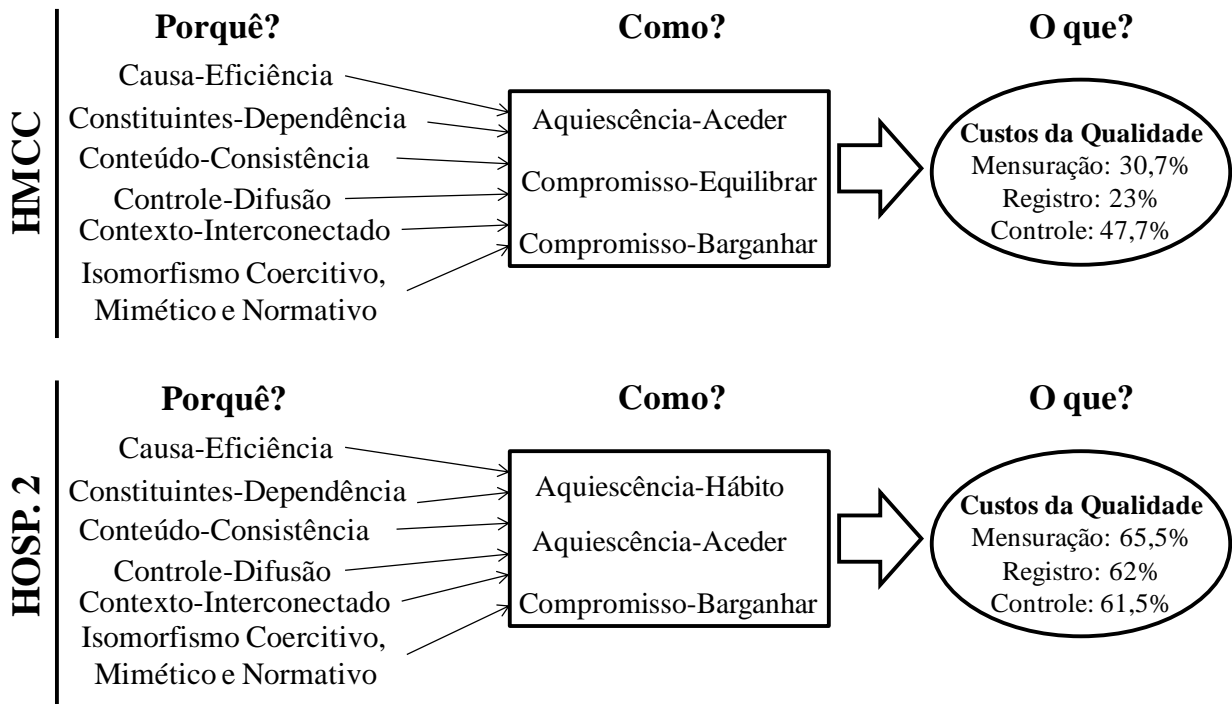 HMCC
Porquê?
Como?
O que?
Causa-Eficiência
Constituintes-Dependência
Conteúdo-Consistência
Controle-Difusão
Contexto-Interconectado
Isomorfismo Coercitivo,
Mimético e Normativo
Aquiescência-Aceder
Compromisso-Equilibrar
Compromisso-Barganhar
Custos da Qualidade
Mensuração: 30,7%
Registro: 23%
Controle: 47,7%
HOSP. 2
Porquê?
Como?
O que?
Causa-Eficiência
Constituintes-Dependência
Conteúdo-Consistência
Controle-Difusão
Contexto-Interconectado
Isomorfismo Coercitivo,
Mimético e Normativo
Aquiescência-Hábito
Aquiescência-Aceder
Compromisso-Barganhar
Custos da Qualidade
Mensuração: 65,5%
Registro: 62%
Controle: 61,5%